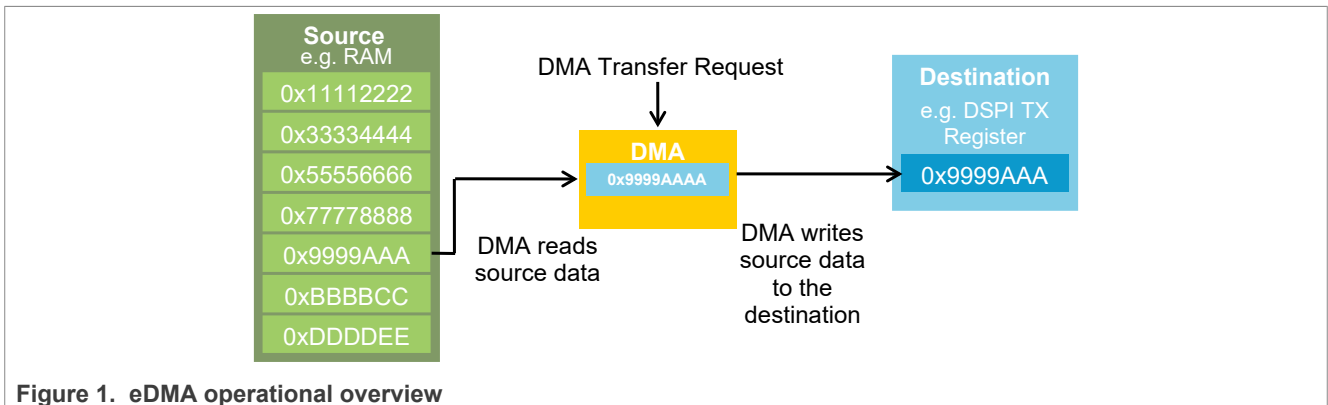 Source
e.g. RAM
0x11112222
0x33334444
0x55556666
0x77778888
0x9999AAA
0xBBBBCC
0xDDDDEE
DMA Transfer Request
DMA
0x9999AAAA
DMA reads
source data
DMA writes
source data
to the
destination
Destination
e.g. DSPI TX
Register
0x9999AAA
Figure 1. eDMA operational overview